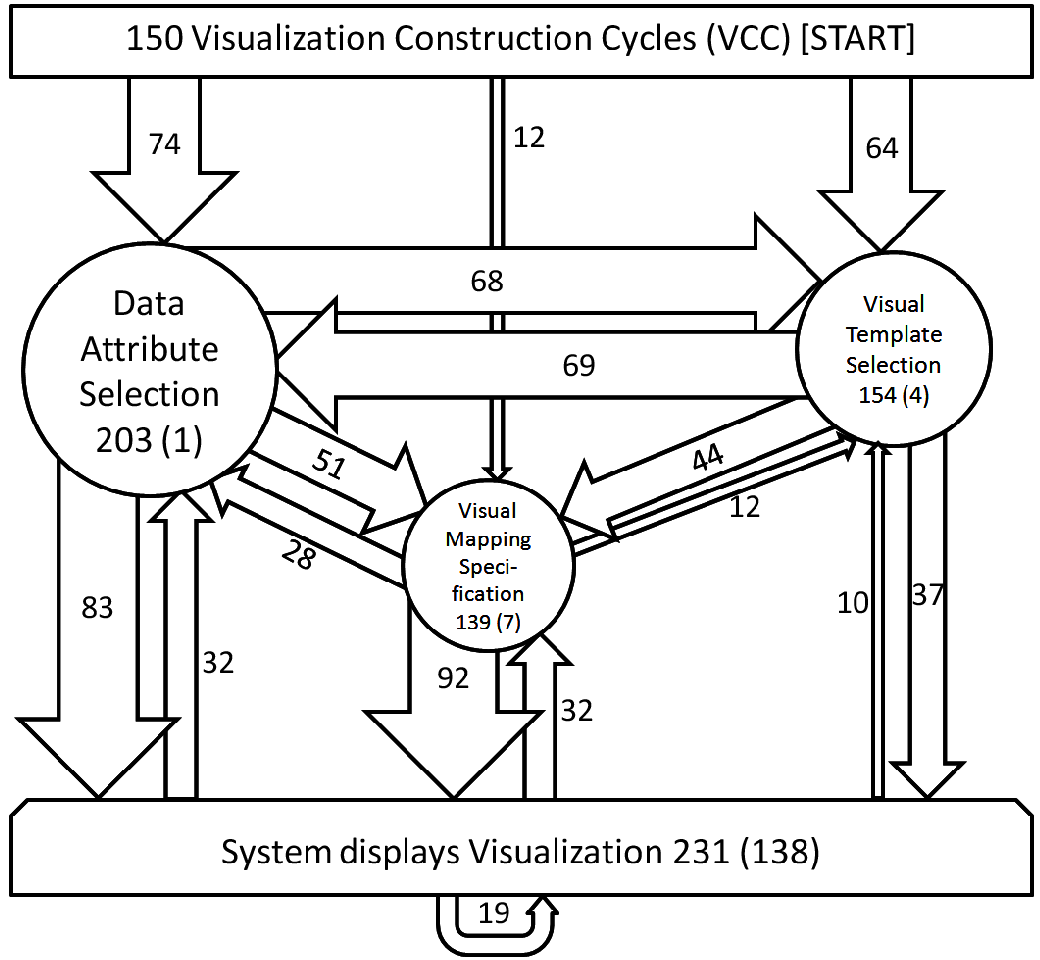 150 Visualization Construction Cycles (VCC) [START]
74
12
64
68
69
Data
Attribute
Selection
203 (1)
Visual
Template
Selection
154 (4)
51
44
12
28
Visual
Mapping
Speci-
fication
139 (7)
83
32
92
32
10
37
System displays Visualization 231 (138)
19